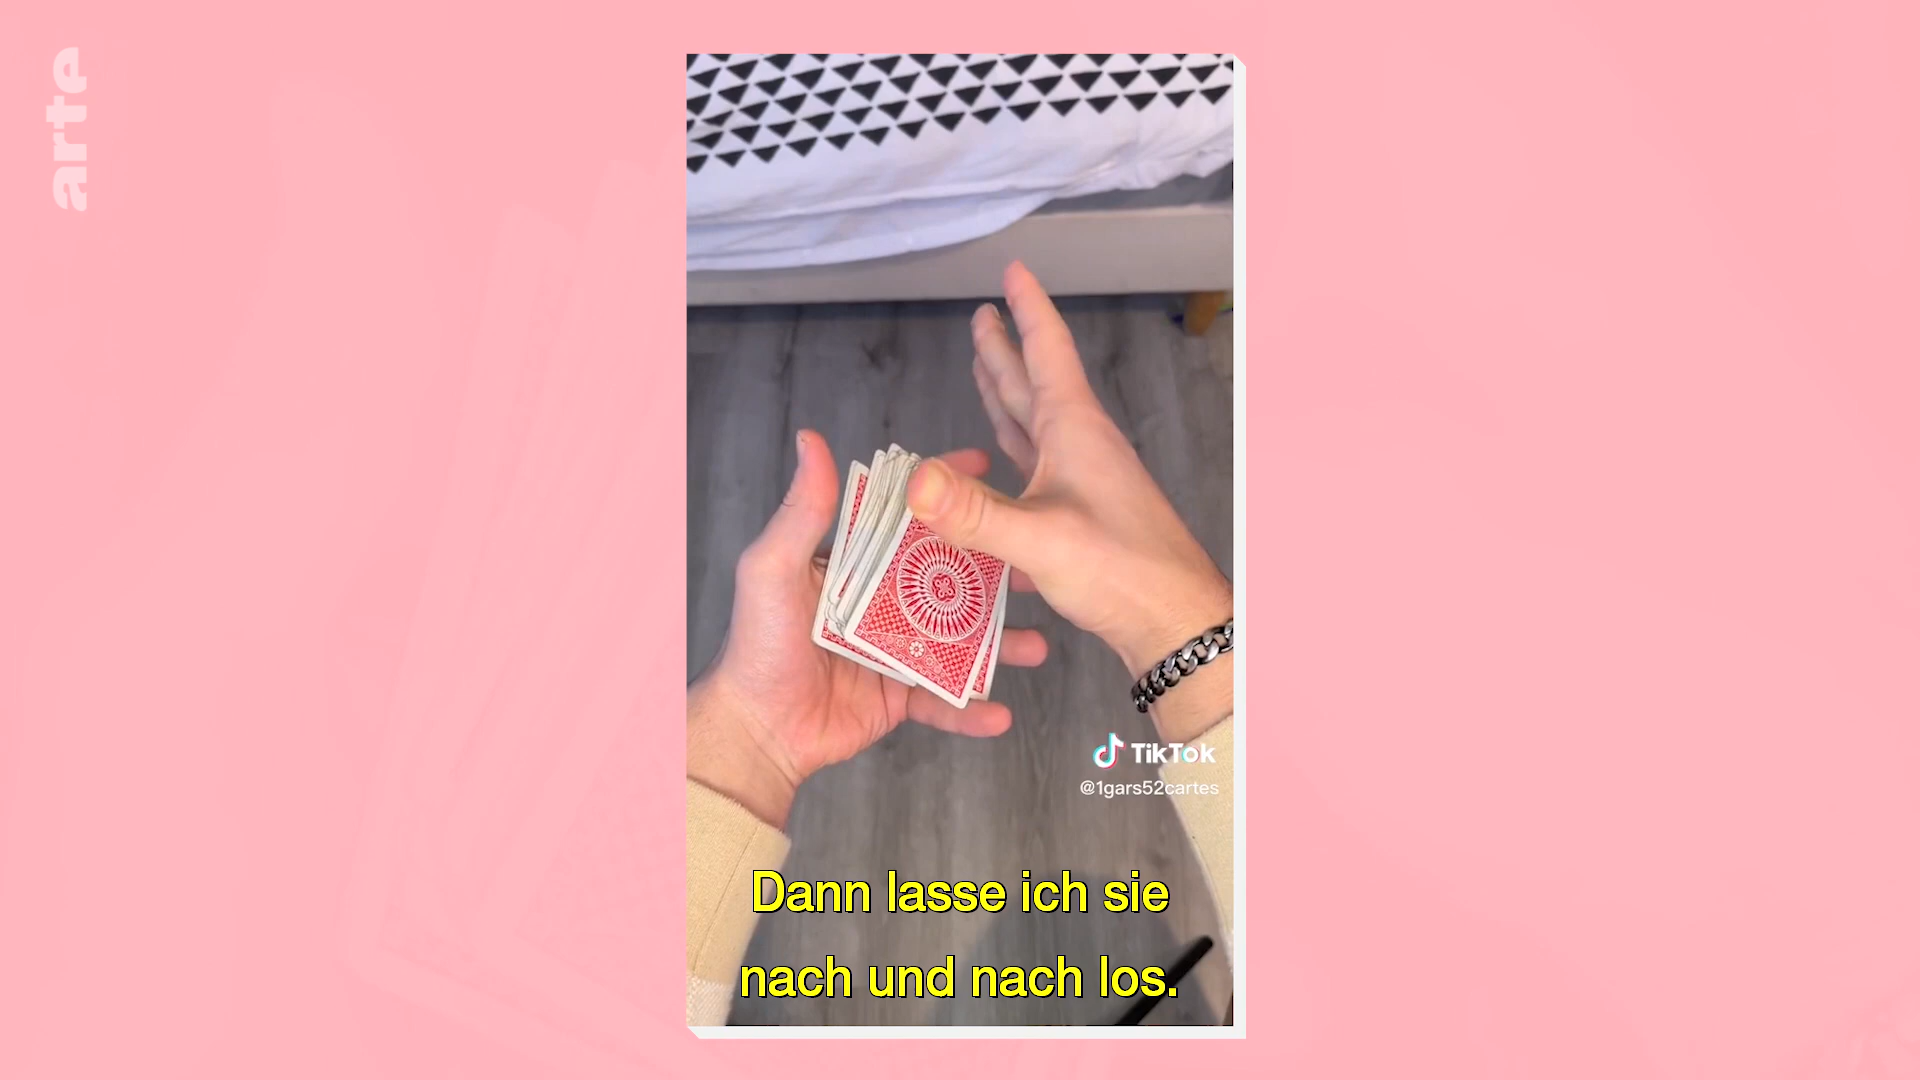 arte
TikTok
@1gars52cartes
Dann lasse ich sie
nach und nach los.